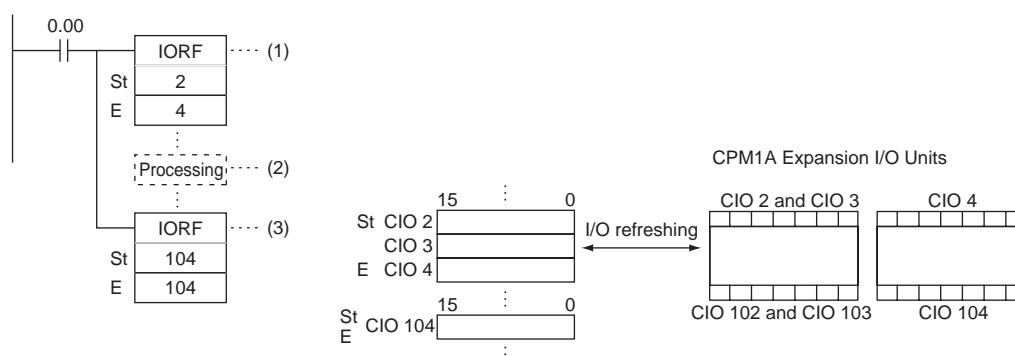 0.00
IORF
(1)
St 2
E 4
Processing
(2)
IORF
(3)
St 104
E 104
15 0
St CIO 2
CIO 3
E CIO 4
15 0
St
E CIO 104
I/O refreshing
CPM1A Expansion I/O Units
CIO 2 and CIO 3
CIO 4
CIO 102 and CIO 103
CIO 104